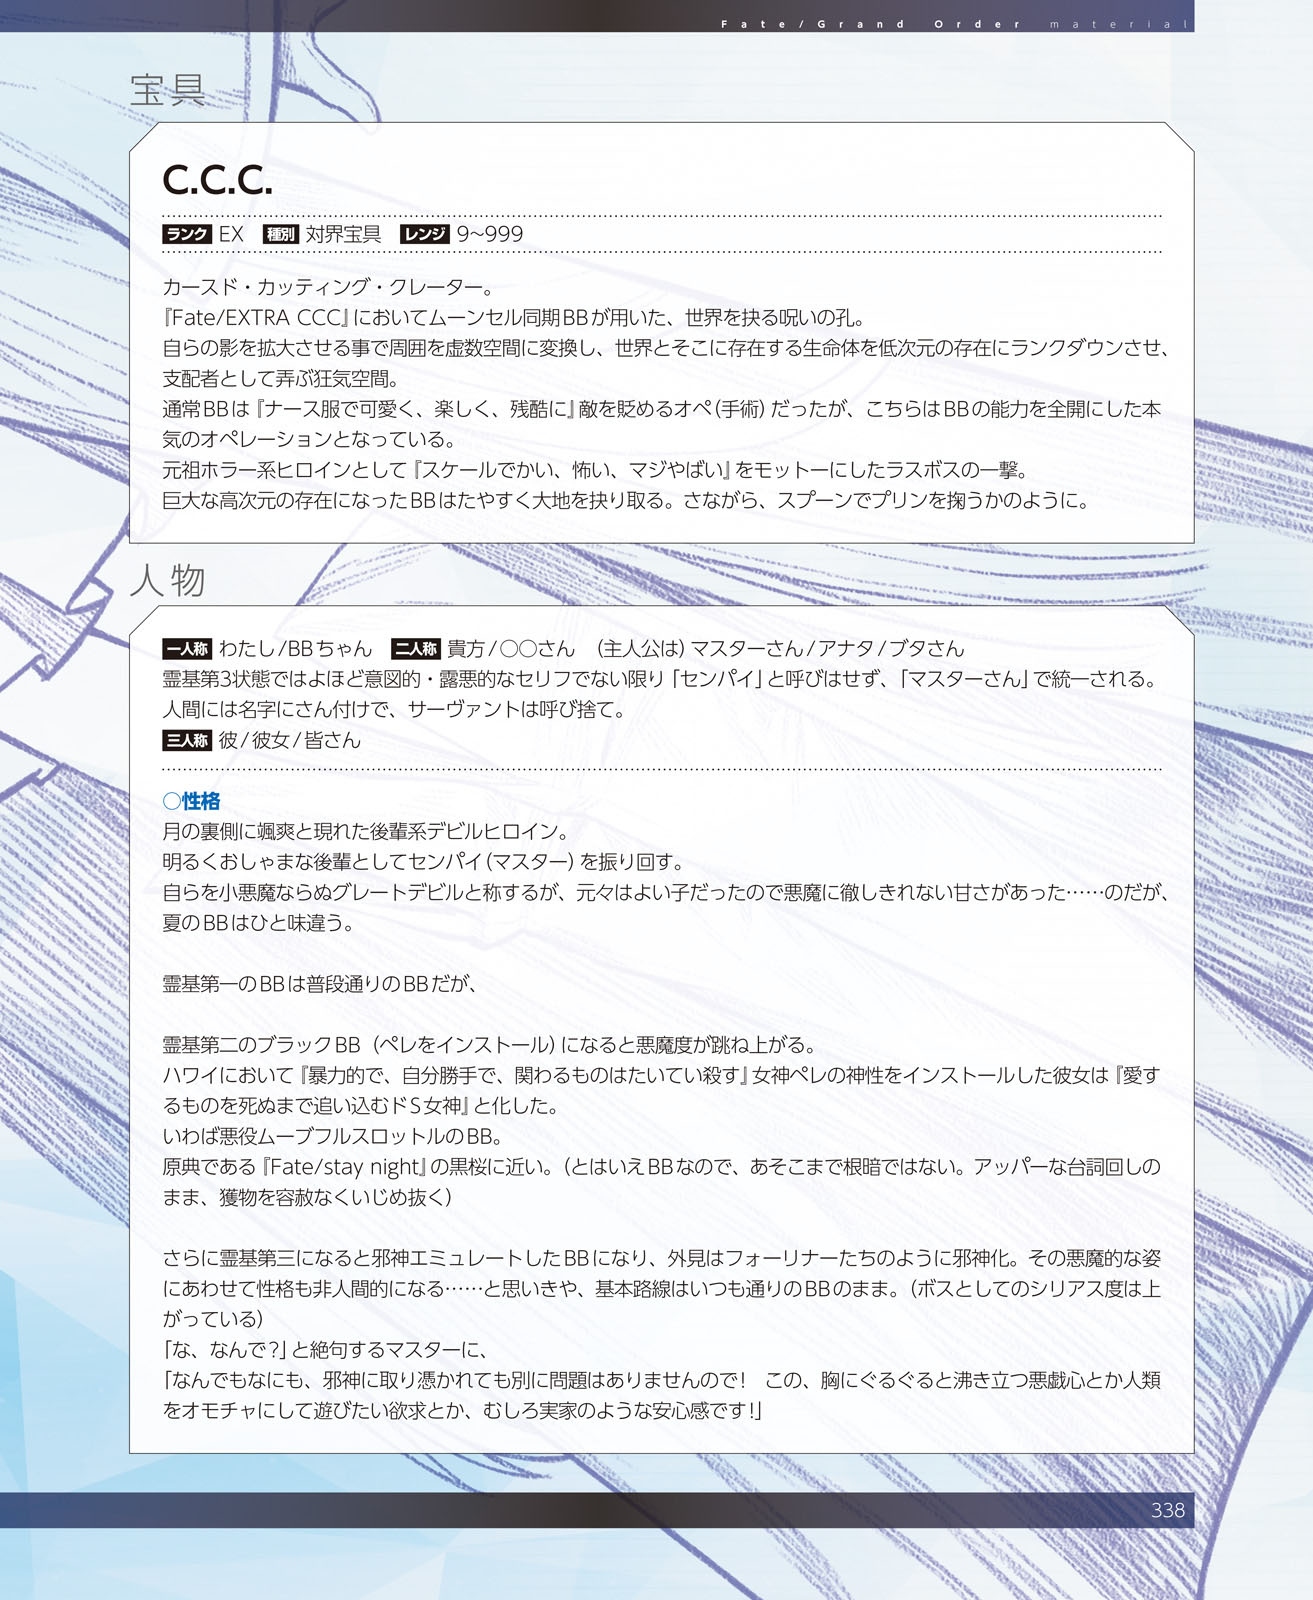 Fate/Grand Order material
宝具
C.C.C.
ランク EX 種別 対界宝具 レンジ 9~999
カースド・カッティング・クレーター。
『Fate/EXTRA CCC』においてムーンセル同期BBが用いた、世界を抉る呪いの孔。
自らの影を拡大させる事で周囲を虚数空間に変換し、世界とそこに存在する生命体を低次元の存在にランクダウンさせ、
支配者として弄ぶ狂気空間。
通常BBは『ナース服で可愛く、楽しく、残酷に』敵を貶めるオペ(手術)だったが、こちらはBBの能力を全開にした本
気のオペレーションとなっている。
元祖ホラー系ヒロインとして『スケールでかい、怖い、マジやばい』をモットーにしたラスボスの一撃。
巨大な高次元の存在になったBBはたやすく大地を抉り取る。さながら、スプーンでプリンを掬うかのように。
人物
一人称 わたし/BBちゃん 二人称 貴方/○○さん (主人公は)マスターさん/アナタ/ブタさん
霊基第3状態ではよほど意図的・露悪的なセリフでない限り「センパイ」と呼びはせず、「マスターさん」で統一される。
人間には名字にさん付けで、サーヴァントは呼び捨て。
三人称 彼/彼女/皆さん
○性格
月の裏側に颯爽と現れた後輩系デビルヒロイン。
明るくおしゃまな後輩としてセンパイ(マスター)を振り回す。
自らを小悪魔ならぬグレートデビルと称するが、元々はよい子だったので悪魔に徹しきれない甘さがあった……のだが、
夏のBBはひと味違う。
霊基第一のBBは普段通りのBBだが、
霊基第二のブラックBB(ペレをインストール)になると悪魔度が跳ね上がる。
ハワイにおいて『暴力的で、自分勝手で、関わるものはたいてい殺す』女神ペレの神性をインストールした彼女は『愛す
るものを死ぬまで追い込むドS女神』と化した。
いわば悪役ムーブフルスロットルのBB。
原典である『Fate/stay night』の黒桜に近い。(とはいえBBなので、あそこまで根暗ではない。アッパーな台詞回しの
まま、獲物を容赦なくいじめ抜く)
さらに霊基第三になると邪神エミュレートしたBBになり、外見はフォーリナーたちのように邪神化。その悪魔的な姿
にあわせて性格も非人間的になる……と思いきや、基本路線はいつも通りのBBのまま。(ボスとしてのシリアス度は上
がっている)
「な、なんで?」と絶句するマスターに、
「なんでもなにも、邪神に取り憑かれても別に問題はありませんので! この、胸にぐるぐると沸き立つ悪戯心とか人類
をオモチャにして遊びたい欲求とか、むしろ実家のような安心感です!」
338